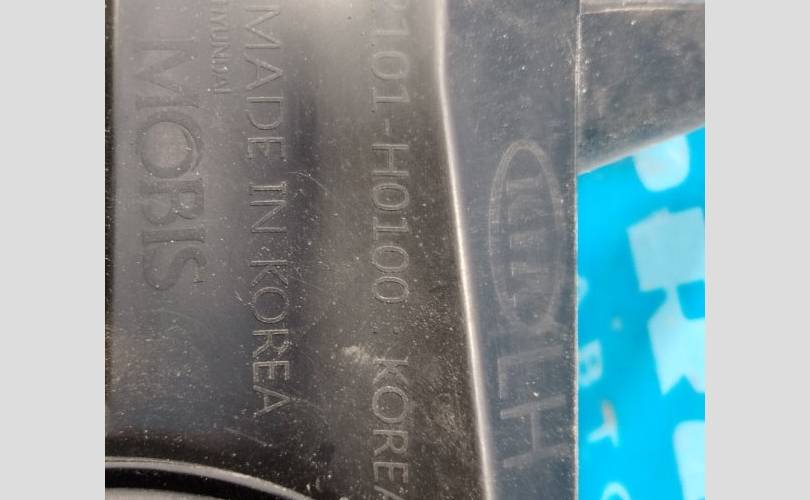 KIA LH
2101-H0100 : KOREA
MADE IN KOREA
HYUNDAI
MOBIS